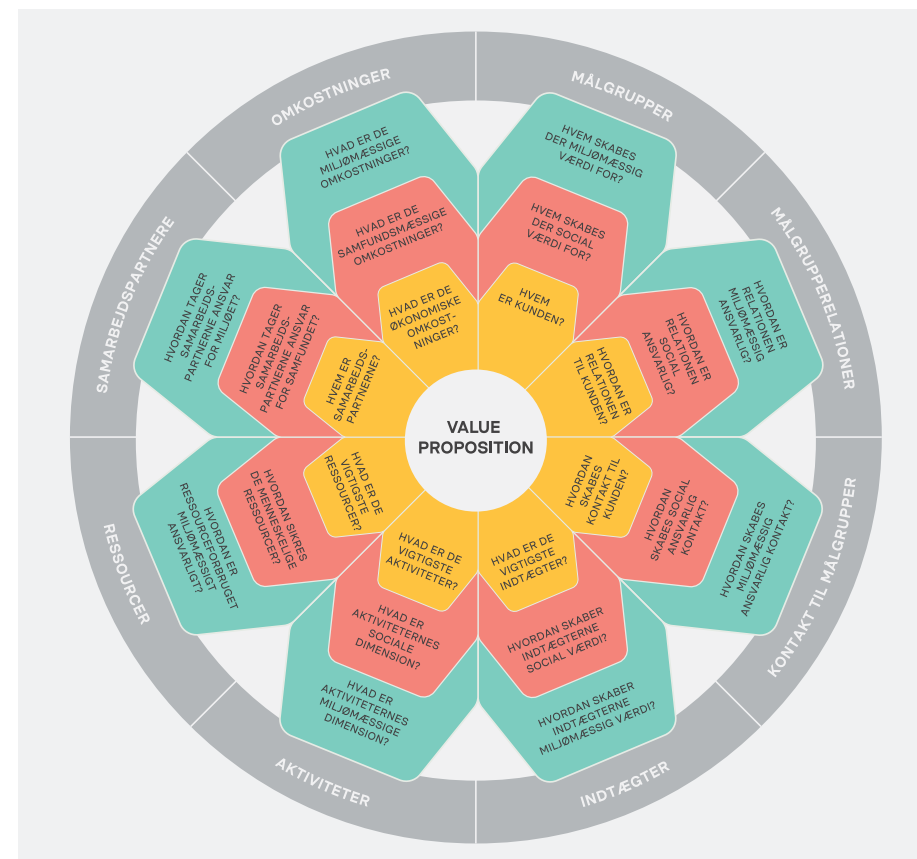 OMKOSTNINGER
HVAD ER DE
MILJØMÆSSIGE
OMKOSTNINGER?
HVAD ER DE
SAMFUNDSMÆSSIGE
OMKOSTNINGER?
HVAD ER DE
ØKONOMISKE
OMKOST-
NINGER?
MÅLGRUPPER
HVEM SKABES
DER MILJØMÆSSIG
VÆRDI FOR?
HVEM SKABES
DER SOCIAL
VÆRDI FOR?
HVEM
ER KUNDEN?
MÅLGRUPPERELATIONER
HVORDAN ER
RELATIONEN
MILJØMÆSSIG
ANSVARLIG?
HVORDAN ER
RELATIONEN
SOCIAL
ANSVARLIG?
HVORDAN ER
RELATIONEN
TIL KUNDEN?
KONTAKT TIL MÅLGRUPPER
HVORDAN SKABES
MILJØMÆSSIG
ANSVARLIG KONTAKT?
HVORDAN
SKABES SOCIAL
ANSVARLIG
KONTAKT?
HVORDAN
SKABES
KONTAKT TIL
KUNDEN?
INDTÆGTER
HVAD ER DE
VIGTIGSTE
INDTÆGTER?
HVORDAN SKABER
INDTÆGTERNE
SOCIAL VÆRDI?
HVORDAN SKABER
INDTÆGTERNE
MILJØMÆSSIG VÆRDI?
AKTIVITETER
HVAD ER DE
VIGTIGSTE
AKTIVITETER?
HVAD ER
AKTIVITETERNES
SOCIALE
DIMENSION?
HVAD ER
AKTIVITETERNES
MILJØMÆSSIGE
DIMENSION?
RESSOURCER
HVORDAN ER
RESSOURCEFORBRUGET
MILJØMÆSSIGT
ANSVARLIGT?
HVORDAN SIKRES
DE MENNESKELIGE
RESSOURCER?
HVAD ER DE
VIGTIGSTE
RESSOURCER?
SAMARBEJDSPARTNERE
HVORDAN TAGER
SAMARBEJDS-
PARTNERNE ANSVAR
FOR MILJØET?
HVORDAN TAGER
SAMARBEJDS-
PARTNERNE ANSVAR
FOR SAMFUNDET?
HVEM ER
SAMARBEJDS-
PARTNERNE?
VALUE
PROPOSITION